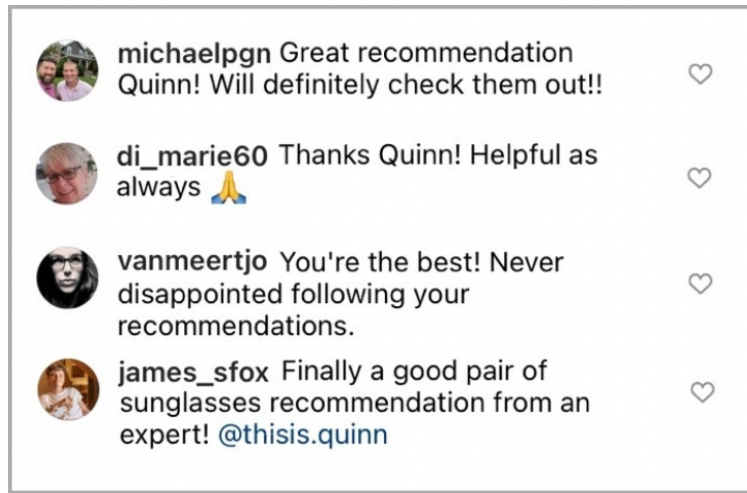 michaelpgn Great recommendation
Quinn! Will definitely check them out!!
di_marie60 Thanks Quinn! Helpful as
always 🙏
vanmeertjo You're the best! Never
disappointed following your
recommendations.
james_sfox Finally a good pair of
sunglasses recommendation from an
expert! @thisis.quinn